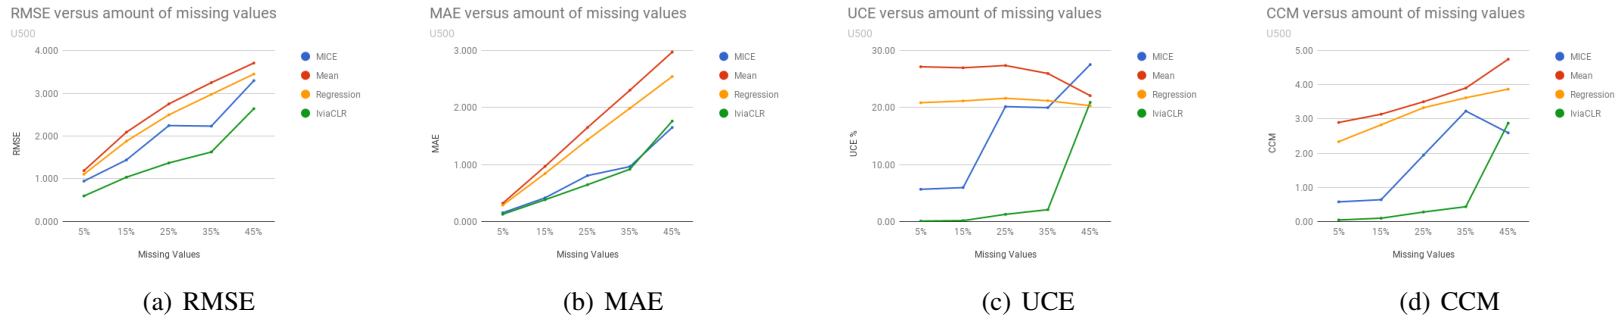 RMSE versus amount of missing values
U500
4.000
3.000
2.000
1.000
0.000
RMSE
5% 15% 25% 35% 45%
Missing Values
MICE
Mean
Regression
IviaCLR
(a) RMSE
MAE versus amount of missing values
U500
3.000
2.000
1.000
0.000
MAE
5% 15% 25% 35% 45%
Missing Values
MICE
Mean
Regression
IviaCLR
(b) MAE
UCE versus amount of missing values
U500
30.00
20.00
10.00
0.00
UCE %
5% 15% 25% 35% 45%
Missing Values
MICE
Mean
Regression
IviaCLR
(c) UCE
CCM versus amount of missing values
U500
5.00
4.00
3.00
2.00
1.00
0.00
CCM
5% 15% 25% 35% 45%
Missing Values
MICE
Mean
Regression
IviaCLR
(d) CCM